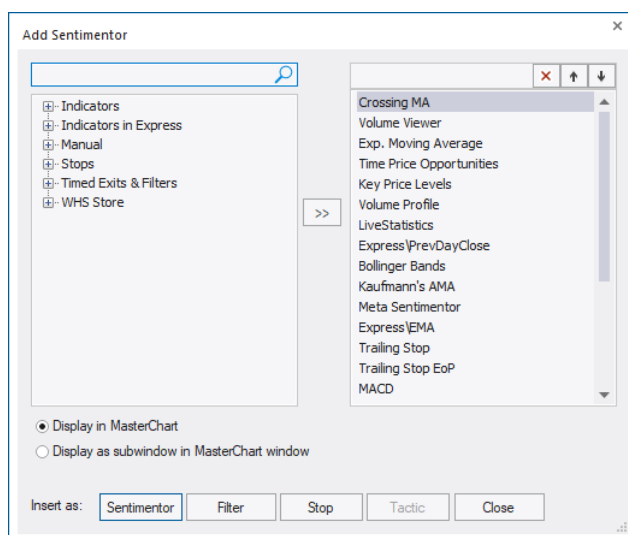 Add Sentimentor
Indicators
Indicators in Express
Manual
Stops
Timed Exits & Filters
WHS Store
>>
Crossing MA
Volume Viewer
Exp. Moving Average
Time Price Opportunities
Key Price Levels
Volume Profile
LiveStatistics
Express\PrevDayClose
Bollinger Bands
Kaufmann's AMA
Meta Sentimentor
Express\EMA
Trailing Stop
Trailing Stop EoP
MACD
Display in MasterChart
Display as subwindow in MasterChart window
Insert as: Sentimentor Filter Stop Tactic Close